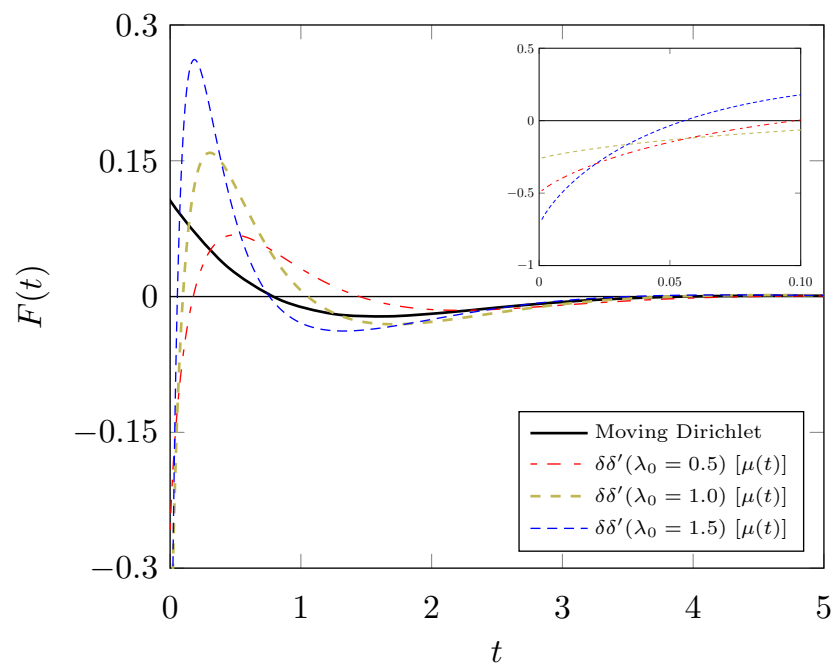 0.3
0.15
0
−0.15
−0.3
F(t)
0 1 2 3 4 5
t
0.5
0
−0.5
−1
0 0.05 0.10
Moving Dirichlet
δδ′(λ₀ = 0.5) [μ(t)]
δδ′(λ₀ = 1.0) [μ(t)]
δδ′(λ₀ = 1.5) [μ(t)]